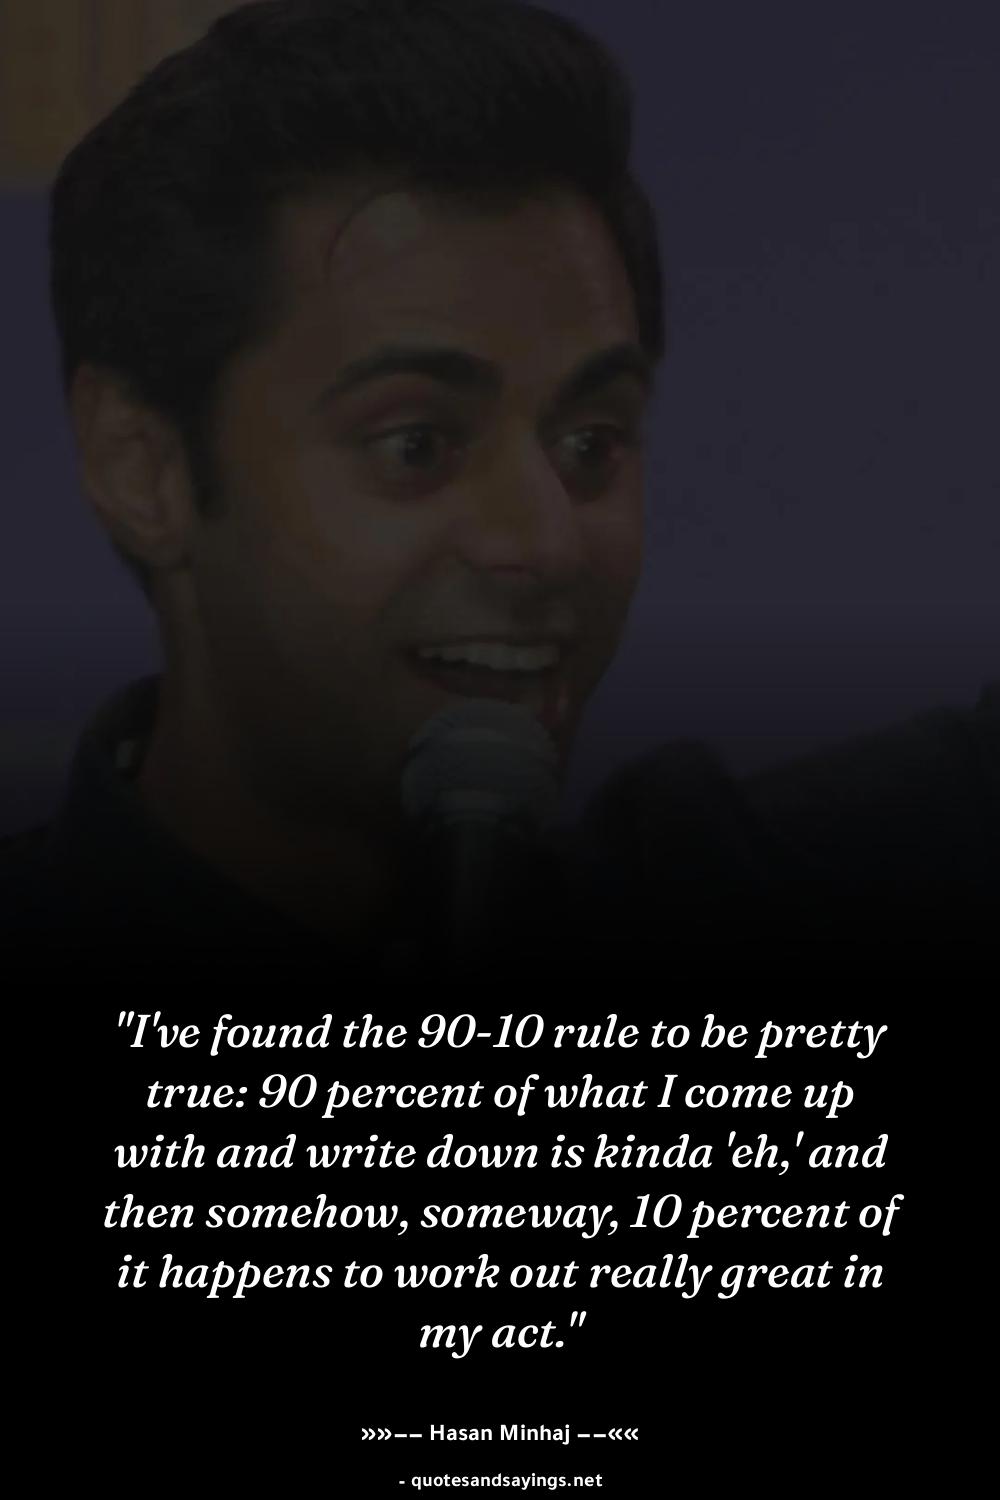 "I've found the 90-10 rule to be pretty
true: 90 percent of what I come up
with and write down is kinda 'eh,' and
then somehow, someway, 10 percent of
it happens to work out really great in
my act."
»»−− Hasan Minhaj −−««
- quotesandsayings.net